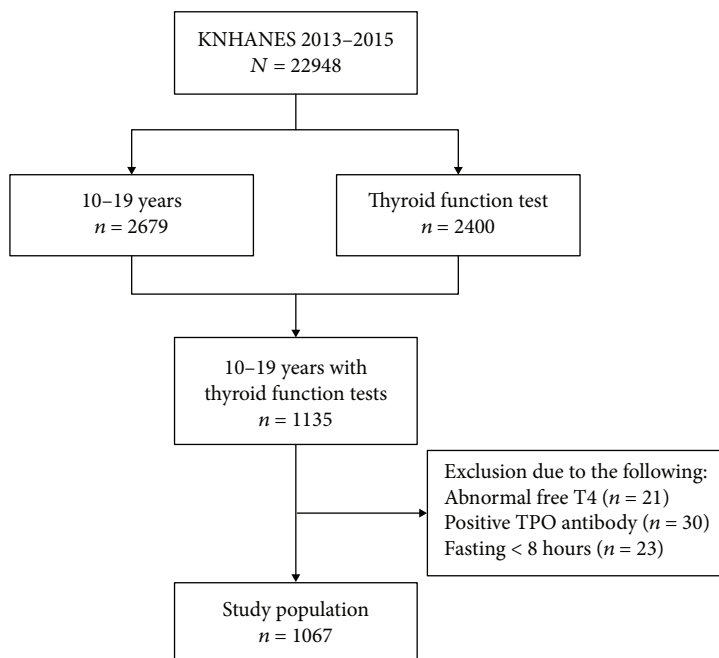 KNHANES 2013–2015
N = 22948
10–19 years
n = 2679
Thyroid function test
n = 2400
10–19 years with
thyroid function tests
n = 1135
Exclusion due to the following:
Abnormal free T4 (n = 21)
Positive TPO antibody (n = 30)
Fasting < 8 hours (n = 23)
Study population
n = 1067